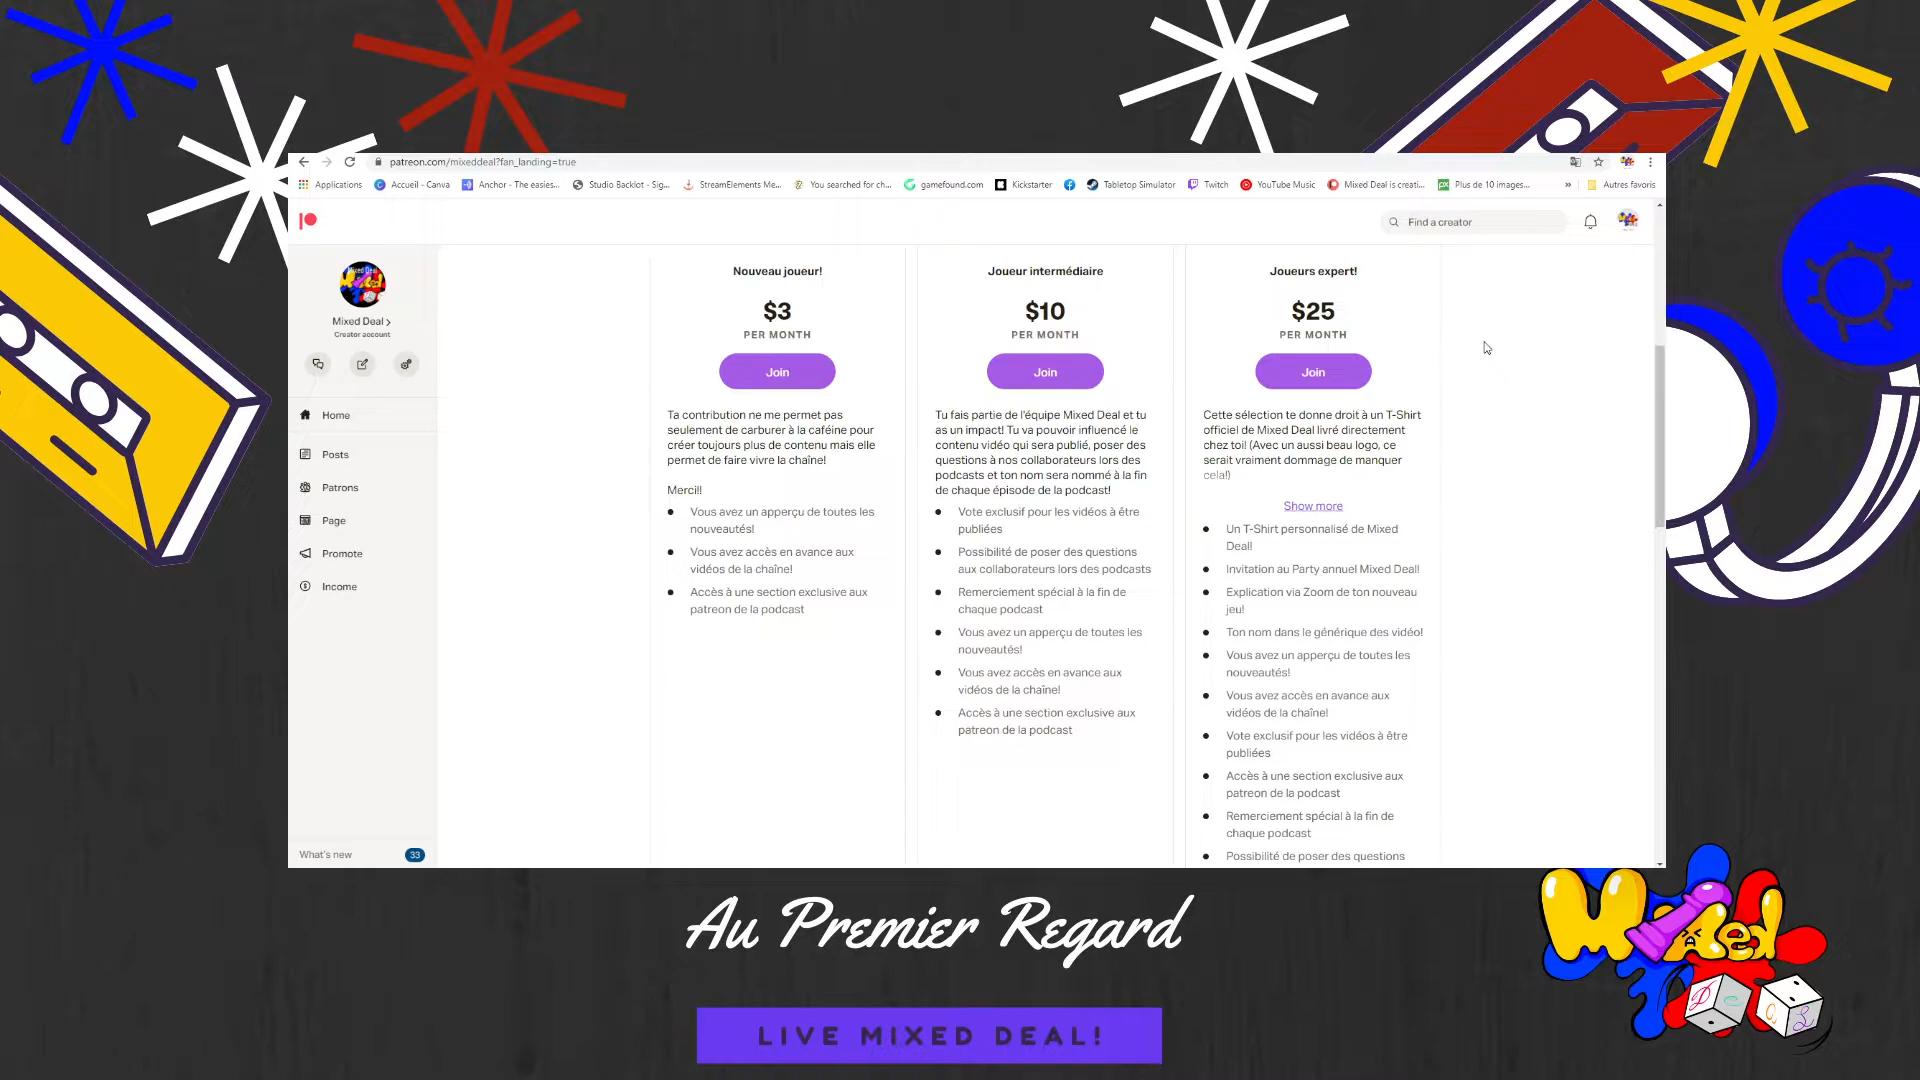 patreon.com/mixeddeal?fan_landing=true
Applications
Accueil - Canva
Anchor - The easies...
Studio Backlot - Sig...
StreamElements Me...
You searched for ch...
gamefound.com
Kickstarter
Tabletop Simulator
Twitch
YouTube Music
Mixed Deal is creati...
Plus de 10 images...
»
Autres favoris
Find a creator
Mixed Deal
Creator account
Home
Posts
Patrons
Page
Promote
Income
What's new
33
Nouveau joueur!
$3
PER MONTH
Join
Ta contribution ne me permet pas
seulement de carburer à la caféine pour
créer toujours plus de contenu mais elle
permet de faire vivre la chaîne!
Merci!!
Vous avez un apperçu de toutes les
nouveautés!
Vous avez accès en avance aux
vidéos de la chaîne!
Accès à une section exclusive aux
patreon de la podcast
Joueur intermédiaire
$10
PER MONTH
Join
Tu fais partie de l'équipe Mixed Deal et tu
as un impact! Tu va pouvoir influencé le
contenu vidéo qui sera publié, poser des
questions à nos collaborateurs lors des
podcasts et ton nom sera nommé à la fin
de chaque épisode de la podcast!
Vote exclusif pour les vidéos à être
publiées
Possibilité de poser des questions
aux collaborateurs lors des podcasts
Remerciement spécial à la fin de
chaque podcast
Vous avez un apperçu de toutes les
nouveautés!
Vous avez accès en avance aux
vidéos de la chaîne!
Accès à une section exclusive aux
patreon de la podcast
Joueurs expert!
$25
PER MONTH
Join
Cette sélection te donne droit à un T-Shirt
officiel de Mixed Deal livré directement
chez toi! (Avec un aussi beau logo, ce
serait vraiment dommage de manquer
cela!)
Show more
Un T-Shirt personnalisé de Mixed
Deal!
Invitation au Party annuel Mixed Deal!
Explication via Zoom de ton nouveau
jeu!
Ton nom dans le générique des vidéo!
Vous avez un apperçu de toutes les
nouveautés!
Vous avez accès en avance aux
vidéos de la chaîne!
Vote exclusif pour les vidéos à être
publiées
Accès à une section exclusive aux
patreon de la podcast
Remerciement spécial à la fin de
chaque podcast
Possibilité de poser des questions
Au Premier Regard
LIVE MIXED DEAL!
Mixed